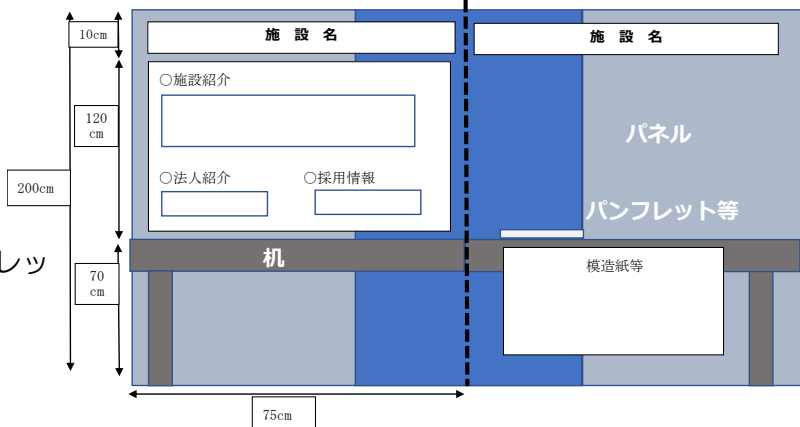 10cm
施 設 名
施 設 名
○施設紹介
120
cm
パネル
○法人紹介
○採用情報
200cm
パンフレット等
レッ
机
模造紙等
70
cm
75cm